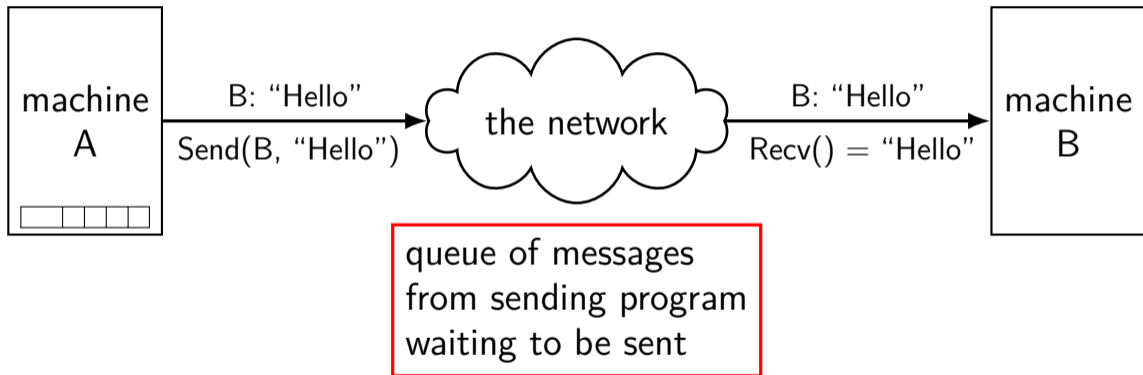 machine
A
B: “Hello”
Send(B, “Hello”)
the network
B: “Hello”
Recv() = “Hello”
machine
B
queue of messages
from sending program
waiting to be sent